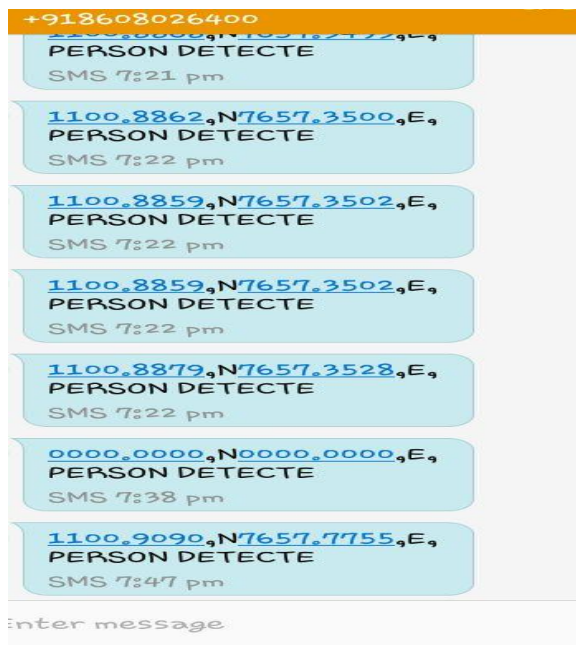 +918608026400
PERSON DETECTE
SMS 7:21 pm
1100.8862,N7657.3500,E,
PERSON DETECTE
SMS 7:22 pm
1100.8859,N7657.3502,E,
PERSON DETECTE
SMS 7:22 pm
1100.8859,N7657.3502,E,
PERSON DETECTE
SMS 7:22 pm
1100.8879,N7657.3528,E,
PERSON DETECTE
SMS 7:22 pm
0000.0000,N0000.0000,E,
PERSON DETECTE
SMS 7:38 pm
1100.9090,N7657.7755,E,
PERSON DETECTE
SMS 7:47 pm
Enter message